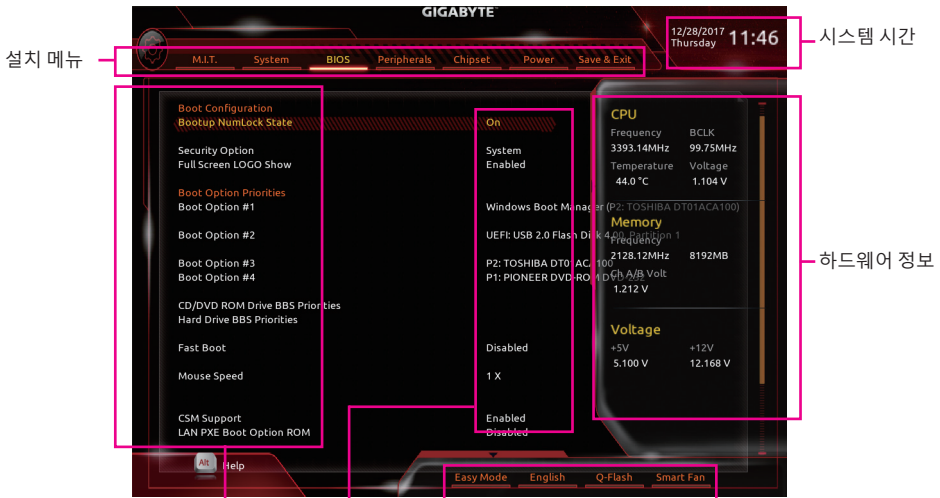 GIGABYTE
12/28/2017 Thursday 11:46
시스템 시간
설치 메뉴
M.I.T. System BIOS Peripherals Chipset Power Save & Exit
Boot Configuration
Bootup NumLock State On
Security Option System
Full Screen LOGO Show Enabled
Boot Option Priorities
Boot Option #1 Windows Boot Manager (P2: TOSHIBA DT01ACA100)
Boot Option #2 UEFI: USB 2.0 Flash Disk 4.00, Partition 1
Boot Option #3 P2: TOSHIBA DT01ACA100
Boot Option #4 P1: PIONEER DVD-ROM DVD-232
CD/DVD ROM Drive BBS Priorities
Hard Drive BBS Priorities
Fast Boot Disabled
Mouse Speed 1 X
CSM Support Enabled
LAN PXE Boot Option ROM Disabled
CPU
Frequency BCLK
3393.14MHz 99.75MHz
Temperature Voltage
44.0 °C 1.104 V
Memory
Frequency
2128.12MHz 8192MB
Ch A/B Volt
1.212 V
Voltage
+5V +12V
5.100 V 12.168 V
하드웨어 정보
Alt Help
Easy Mode English Q-Flash Smart Fan